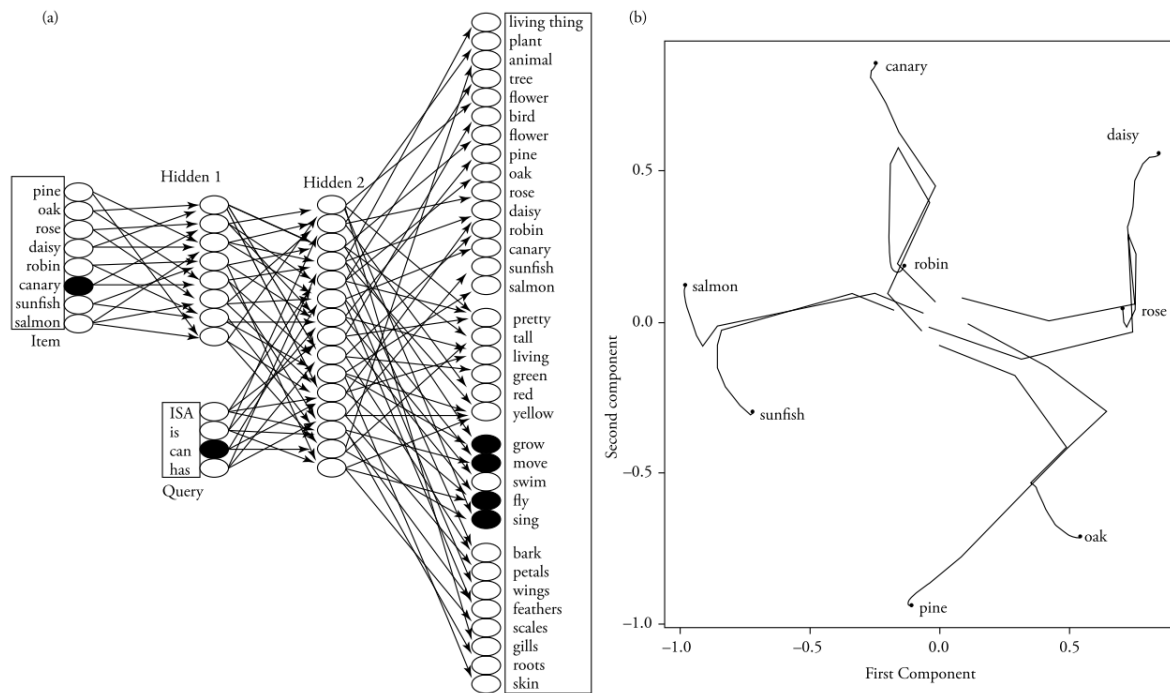 (a)
pine
oak
rose
daisy
robin
canary
sunfish
salmon
Item
Hidden 1
ISA
is
can
has
Query
Hidden 2
living thing
plant
animal
tree
flower
bird
flower
pine
oak
rose
daisy
robin
canary
sunfish
salmon
pretty
tall
living
green
red
yellow
grow
move
swim
fly
sing
bark
petals
wings
feathers
scales
gills
roots
skin
(b)
Second component
0.5
0.0
−0.5
−1.0
canary
daisy
robin
salmon
rose
sunfish
oak
pine
−1.0
−0.5
0.0
0.5
First Component